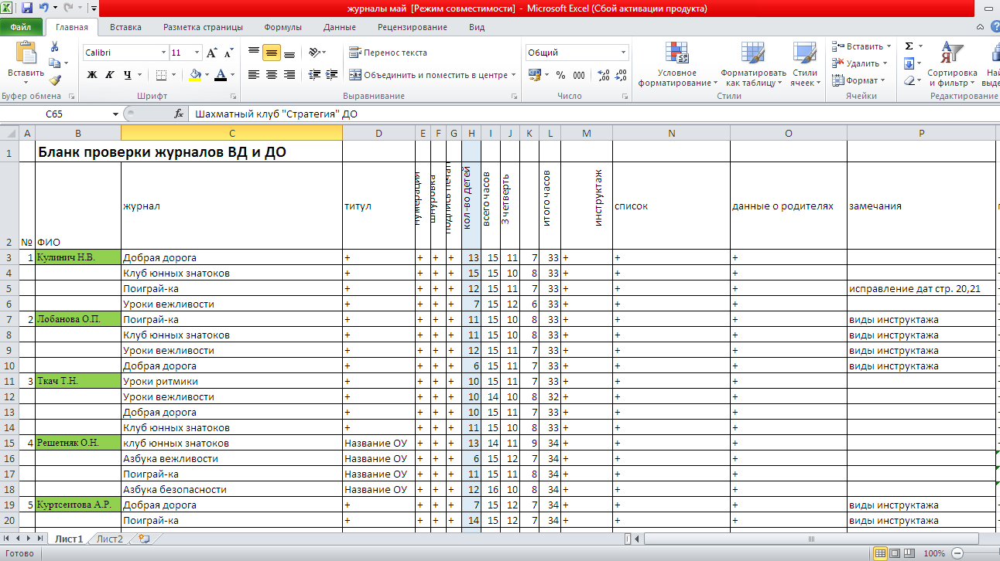 журналы май [Режим совместимости] - Microsoft Excel (Сбой активации продукта)
Файл Главная Вставка Разметка страницы Формулы Данные Рецензирование Вид
Calibri 11 Перенос текста Общий Вставить Σ
Вставить Удалить
Ж К Ч Объединить и поместить в центре % 000 Условное форматирование Форматировать как таблицу Стили ячеек Формат Сортировка и фильтр
Буфер обмена Шрифт Выравнивание Число Стили Ячейки Редактирование
C65 fx Шахматный клуб "Стратегия" ДО
A B C D E F G H I J K L M N O P
1 Бланк проверки журналов ВД и ДО
2 № ФИО журнал титул нумерация шнуровка подпись печать кол-во детей всего часов 3 четверть итого часов инструктаж список данные о родителях замечания
3 1 Кулинич Н.В. Добрая дорога + + + + 13 15 11 7 33 + + +
4 Клуб юнных знатоков + + + + 15 15 10 8 33 + + +
5 Поиграй-ка + + + + 12 15 11 7 33 + + + исправление дат стр. 20,21
6 Уроки вежливости + + + + 7 15 12 6 33 + + +
7 2 Лобанова О.П. Поиграй-ка + + + + 11 15 10 8 33 + + + виды инструктажа
8 Клуб юнных знатоков + + + + 11 15 10 8 33 + + + виды инструктажа
9 Уроки вежливости + + + + 12 15 11 7 33 + + + виды инструктажа
10 Добрая дорога + + + + 6 15 11 7 33 + + + виды инструктажа
11 3 Ткач Т.Н. Уроки ритмики + + + + 10 15 11 7 33 + + +
12 Уроки вежливости + + + + 10 14 10 8 32 + + +
13 Добрая дорога + + + + 10 15 11 7 33 + + +
14 Клуб юнных знатоков + + + + 11 15 10 8 33 + + +
15 4 Решетняк О.Н. клуб юнных знатоков Название ОУ + + + 13 14 11 9 34 + + +
16 Азбука вежливости Название ОУ + + + 6 15 12 7 34 + + +
17 Поиграй-ка Название ОУ + + + 11 15 11 8 34 + + +
18 Азбука безопасности Название ОУ + + + 12 16 10 8 34 + + +
19 5 Куртсеитова А.Р. Добрая дорога + + + + 7 15 12 7 34 + + + виды инструктажа
20 Поиграй-ка + + + + 14 15 12 7 34 + + + виды инструктажа
Лист1 Лист2
Готово 100%